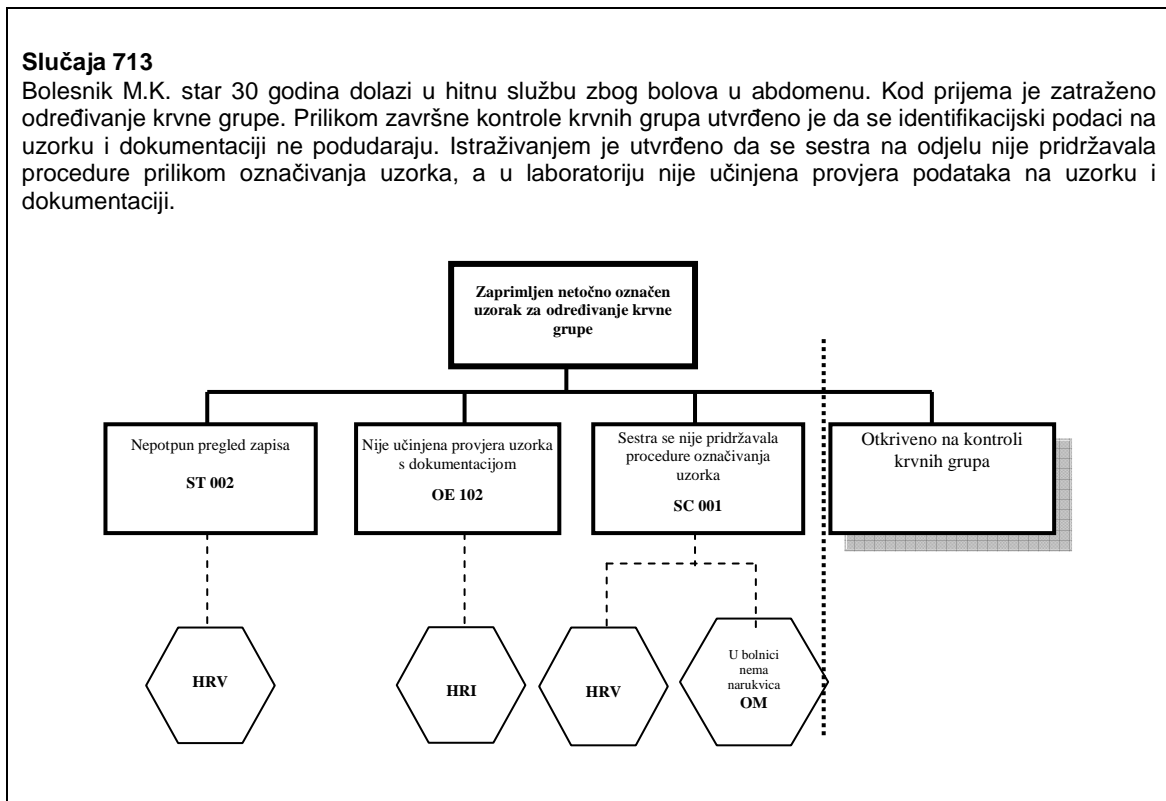 Slučaja 713
Bolesnik M.K. star 30 godina dolazi u hitnu službu zbog bolova u abdomenu. Kod prijema je zatraženo
određivanje krvne grupe. Prilikom završne kontrole krvnih grupa utvrđeno je da se identifikacijski podaci na
uzorku i dokumentaciji ne podudaraju. Istraživanjem je utvrđeno da se sestra na odjelu nije pridržavala
procedure prilikom označivanja uzorka, a u laboratoriju nije učinjena provjera podataka na uzorku i
dokumentaciji.
Zaprimljen netočno označen
uzorak za određivanje krvne
grupe
Nepotpun pregled zapisa
ST 002
Nije učinjena provjera uzorka
s dokumentacijom
OE 102
Sestra se nije pridržavala
procedure označivanja
uzorka
SC 001
Otkriveno na kontroli
krvnih grupa
HRV
HRI
HRV
U bolnici
nema
narukvica
OM